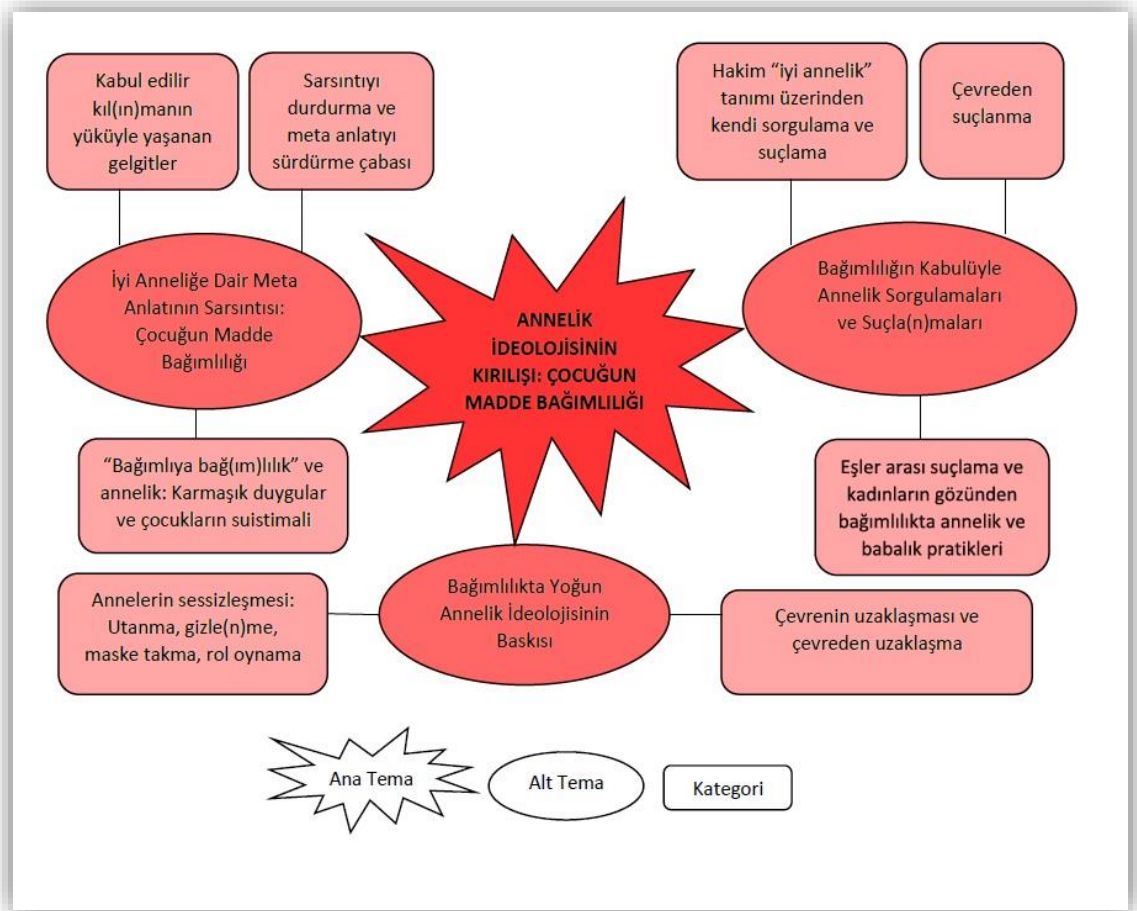 Kabul edilir
kıl(ın)manın
yüküyle yaşanan
gelgitler
Sarsıntıyı
durdurma ve
meta anlatıyı
sürdürme çabası
Hakim “iyi annelik”
tanımı üzerinden
kendi sorgulama ve
suçlama
Çevreden
suçlanma
İyi Anneliğe Dair Meta
Anlatının Sarsıntısı:
Çocuğun Madde
Bağımlılığı
ANNELİK
İDEOLOJİSİNİN
KIRILIŞI: ÇOCUĞUN
MADDE BAĞIMLILIĞI
Bağımlılığın Kabulüyle
Annelik Sorgulamaları
ve Suçla(n)maları
“Bağımlıya bağ(ım)lılık” ve
annelik: Karmaşık duygular
ve çocukların suistimali
Eşler arası suçlama ve
kadınların gözünden
bağımlılıkta annelik ve
babalık pratikleri
Annelerin sessizleşmesi:
Utanma, gizle(n)me,
maske takma, rol oynama
Bağımlılıkta Yoğun
Annelik İdeolojisinin
Baskısı
Çevrenin uzaklaşması ve
çevreden uzaklaşma
Ana Tema
Alt Tema
Kategori